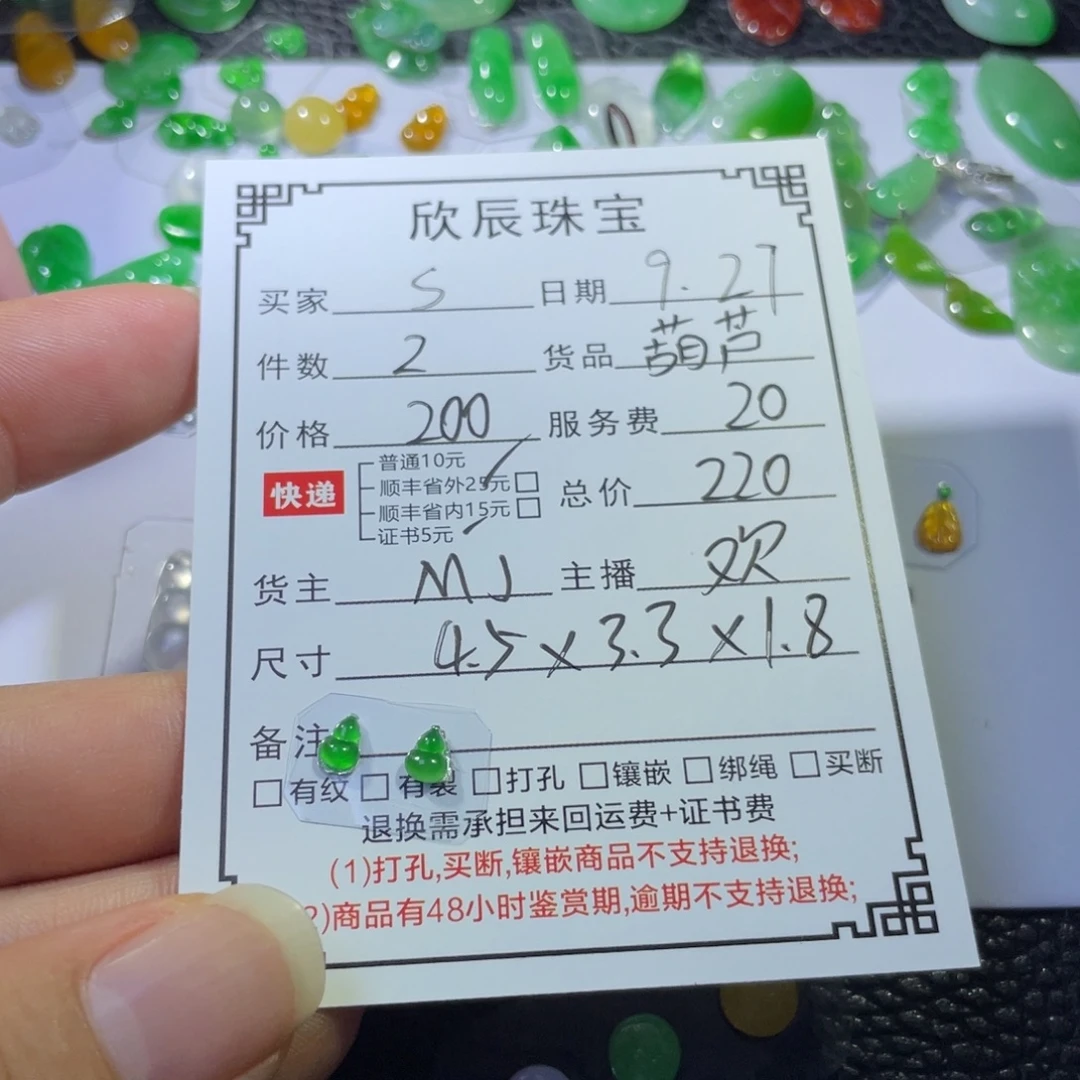 欣辰珠宝
买家 S 日期 9.27
件数 2 货品 葫芦
价格 200 服务费 20
快递
普通10元
顺丰省外25元□
顺丰省内15元□
证书5元
总价 220
货主 MJ 主播 欢
尺寸 4.5×3.3×1.8
备注
□有纹 □有裂 □打孔 □镶嵌 □绑绳 □买断
退换需承担来回运费+证书费
(1)打孔,买断,镶嵌商品不支持退换;
2)商品有48小时鉴赏期,逾期不支持退换;